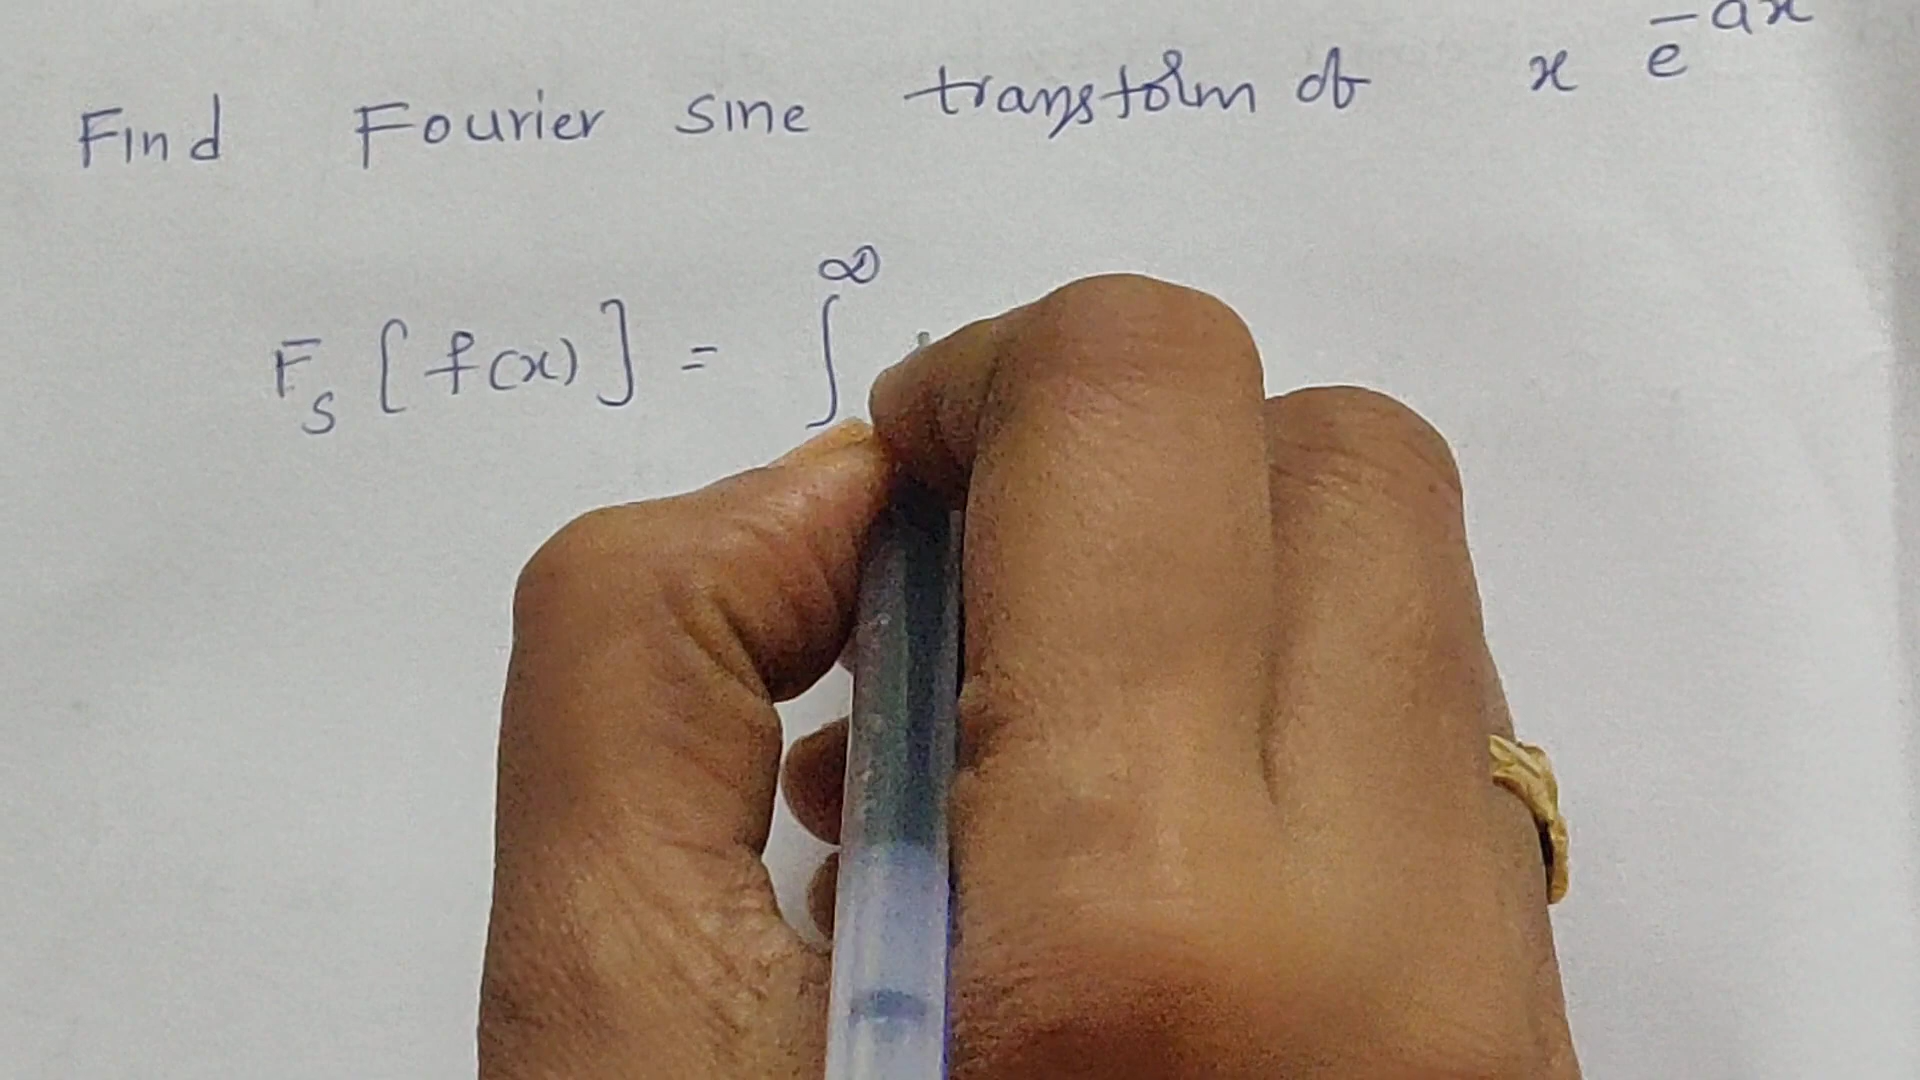 Find Fourier sine transform of x e^{-ax}
F_s [f(x)] = ∫^∞